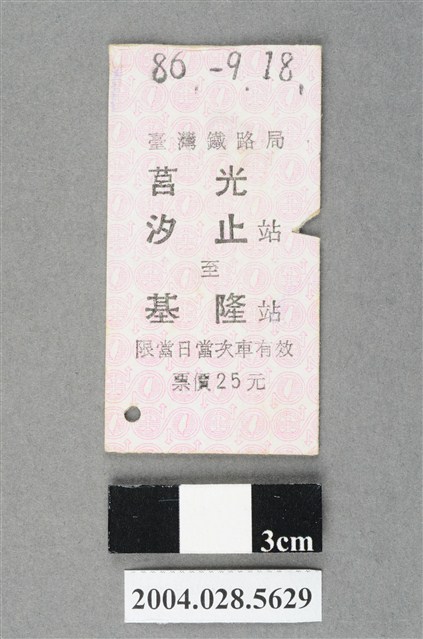 86.-9.18.
臺灣鐵路局
莒光
汐止站
至
基隆站
限當日當次車有效
票價25元
3cm
2004.028.5629